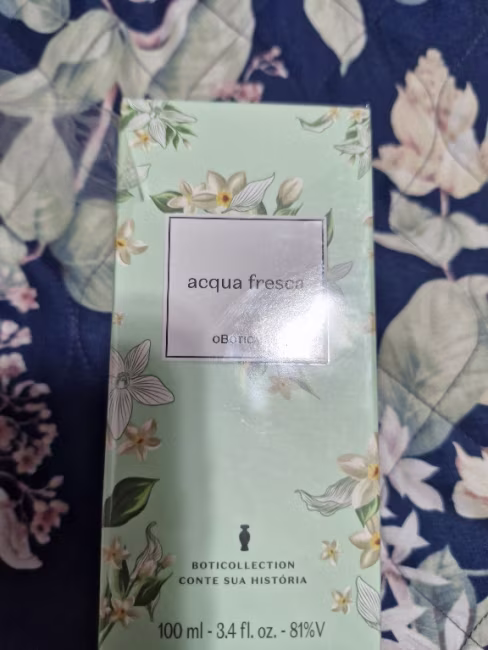 acqua fresca
BOTICOLLECTION
CONTE SUA HISTÓRIA
100 ml - 3.4 fl. oz. - 81%V